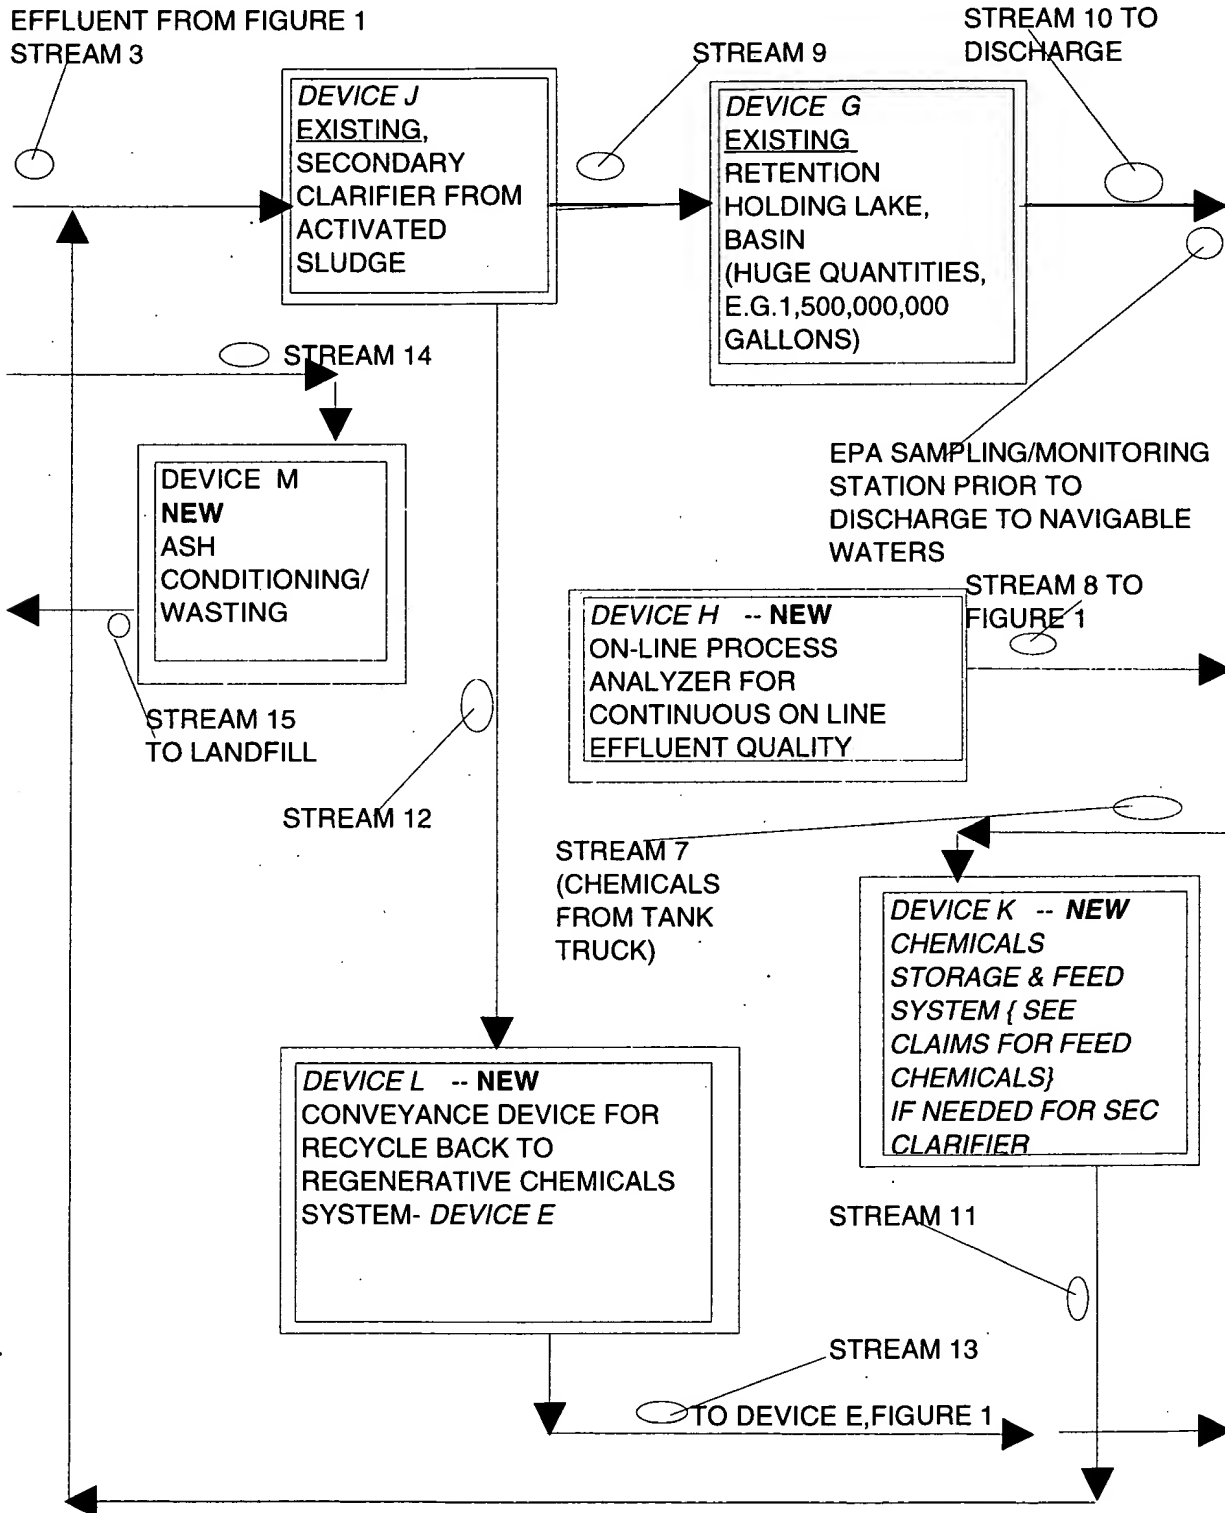 EFFLUENT FROM FIGURE 1
STREAM 3
STREAM 9
STREAM 10 TO
DISCHARGE
DEVICE J
EXISTING,
SECONDARY
CLARIFIER FROM
ACTIVATED
SLUDGE
DEVICE G
EXISTING
RETENTION
HOLDING LAKE,
BASIN
(HUGE QUANTITIES,
E.G.1,500,000,000
GALLONS)
STREAM 14
EPA SAMPLING/MONITORING
STATION PRIOR TO
DISCHARGE TO NAVIGABLE
WATERS
DEVICE M
NEW
ASH
CONDITIONING/
WASTING
STREAM 8 TO
FIGURE 1
DEVICE H -- NEW
ON-LINE PROCESS
ANALYZER FOR
CONTINUOUS ON LINE
EFFLUENT QUALITY
STREAM 15
TO LANDFILL
STREAM 12
STREAM 7
(CHEMICALS
FROM TANK
TRUCK)
DEVICE K -- NEW
CHEMICALS
STORAGE & FEED
SYSTEM { SEE
CLAIMS FOR FEED
CHEMICALS}
IF NEEDED FOR SEC
CLARIFIER
DEVICE L -- NEW
CONVEYANCE DEVICE FOR
RECYCLE BACK TO
REGENERATIVE CHEMICALS
SYSTEM- DEVICE E
STREAM 11
STREAM 13
TO DEVICE E,FIGURE 1